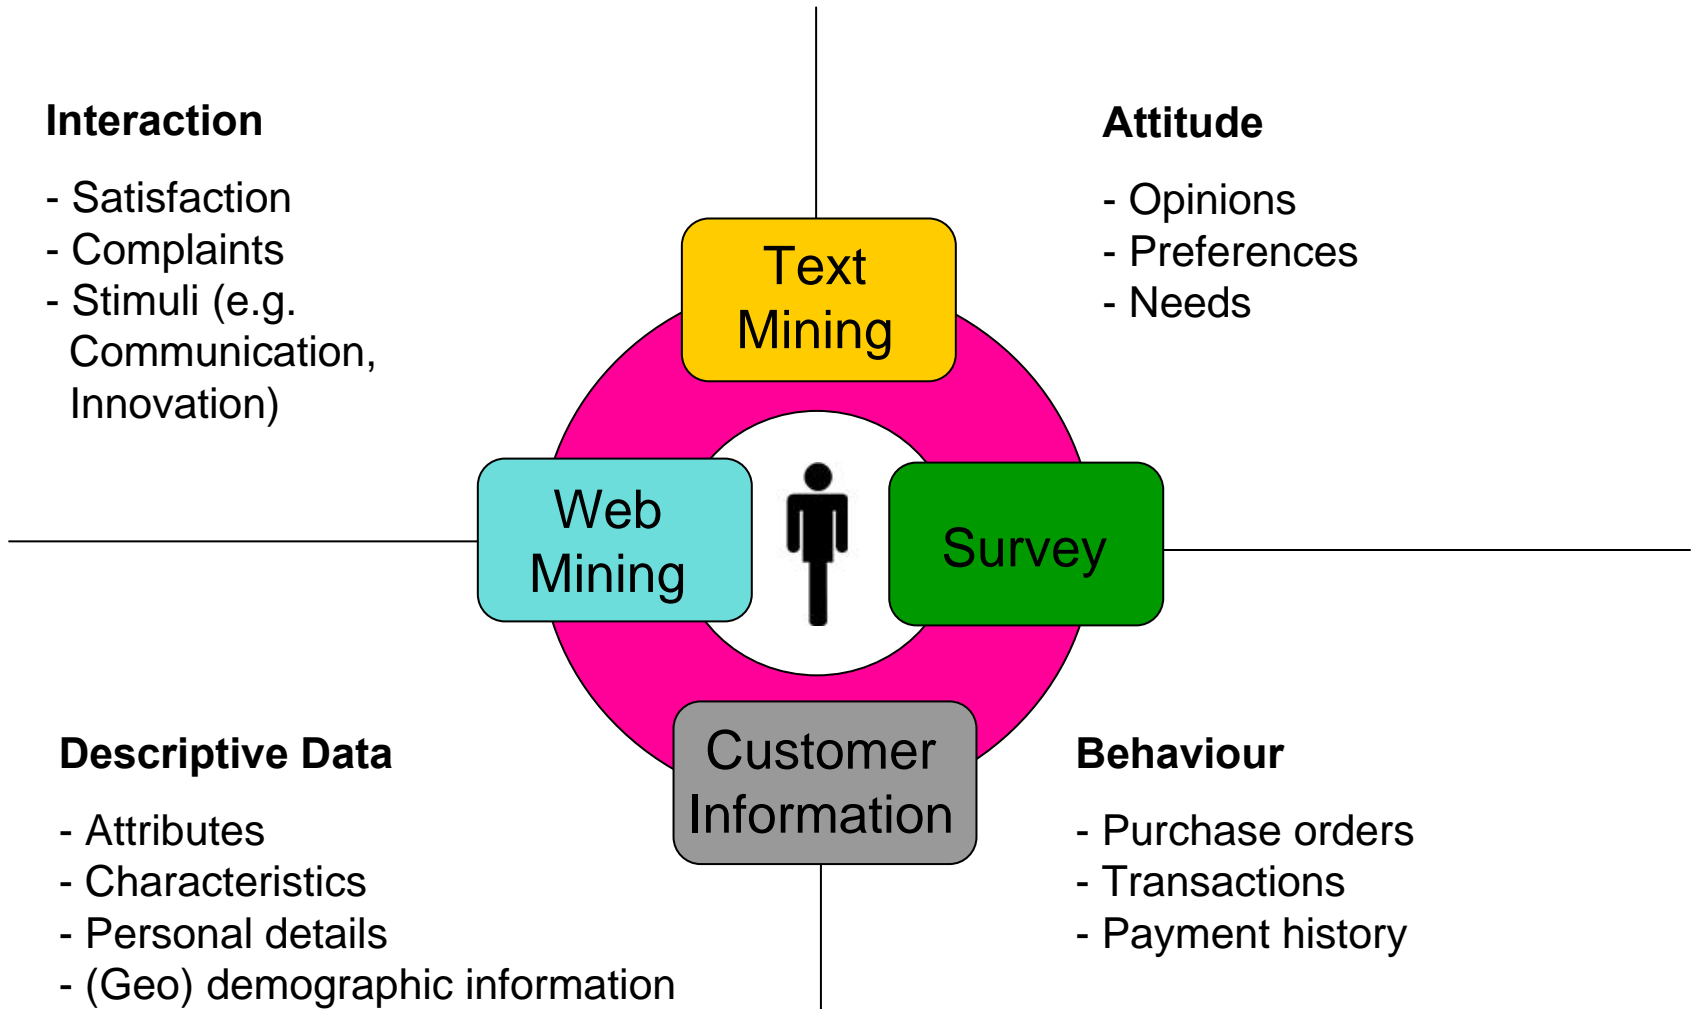 Interaction
- Satisfaction
- Complaints
- Stimuli (e.g.
Communication,
Innovation)
Attitude
- Opinions
- Preferences
- Needs
Text
Mining
Web
Mining
Survey
Customer
Information
Descriptive Data
- Attributes
- Characteristics
- Personal details
- (Geo) demographic information
Behaviour
- Purchase orders
- Transactions
- Payment history